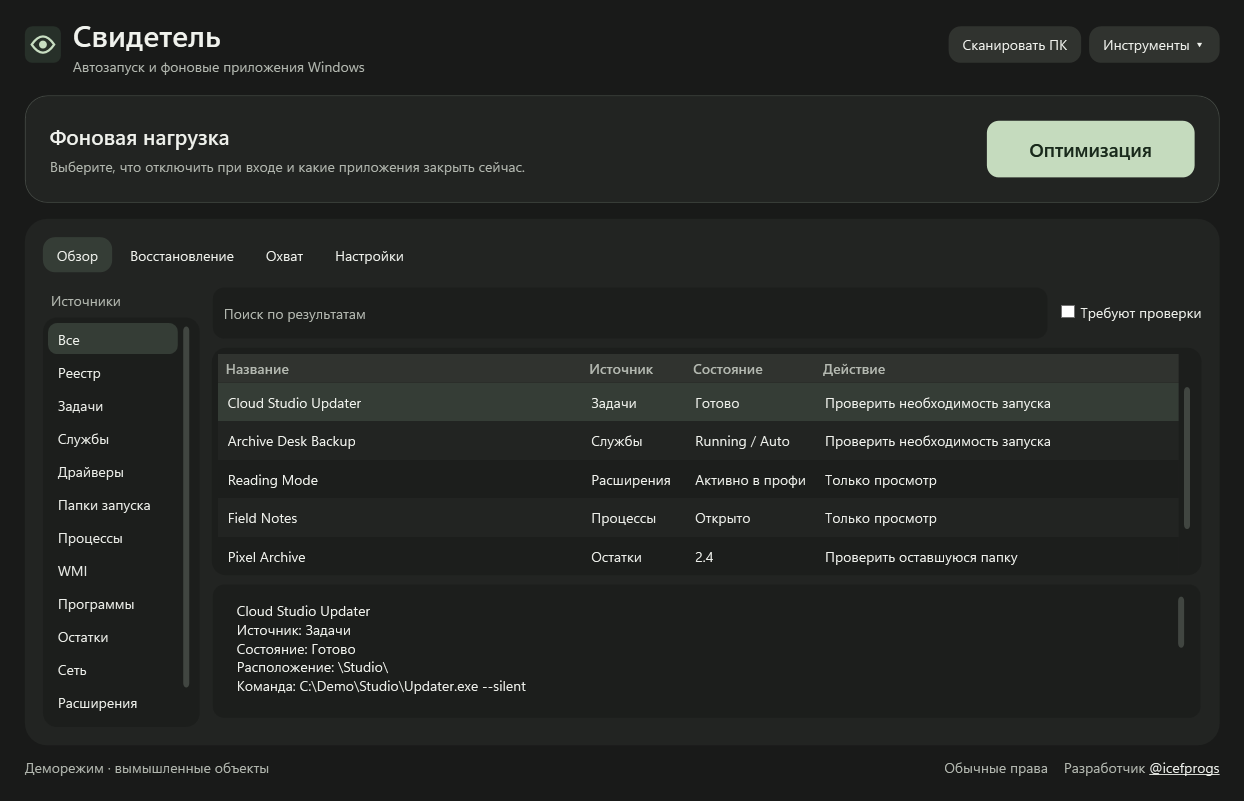 Свидетель
Автозапуск и фоновые приложения Windows
Сканировать ПК
Инструменты ▾
Фоновая нагрузка
Выберите, что отключить при входе и какие приложения закрыть сейчас.
Оптимизация
Обзор Восстановление Охват Настройки
Источники
Все
Реестр
Задачи
Службы
Драйверы
Папки запуска
Процессы
WMI
Программы
Остатки
Сеть
Расширения
Поиск по результатам
Требуют проверки
Название Источник Состояние Действие
Cloud Studio Updater Задачи Готово Проверить необходимость запуска
Archive Desk Backup Службы Running / Auto Проверить необходимость запуска
Reading Mode Расширения Активно в профи Только просмотр
Field Notes Процессы Открыто Только просмотр
Pixel Archive Остатки 2.4 Проверить оставшуюся папку
Cloud Studio Updater
Источник: Задачи
Состояние: Готово
Расположение: \Studio\
Команда: C:\Demo\Studio\Updater.exe --silent
Деморежим · вымышленные объекты
Обычные права
Разработчик @icefprogs